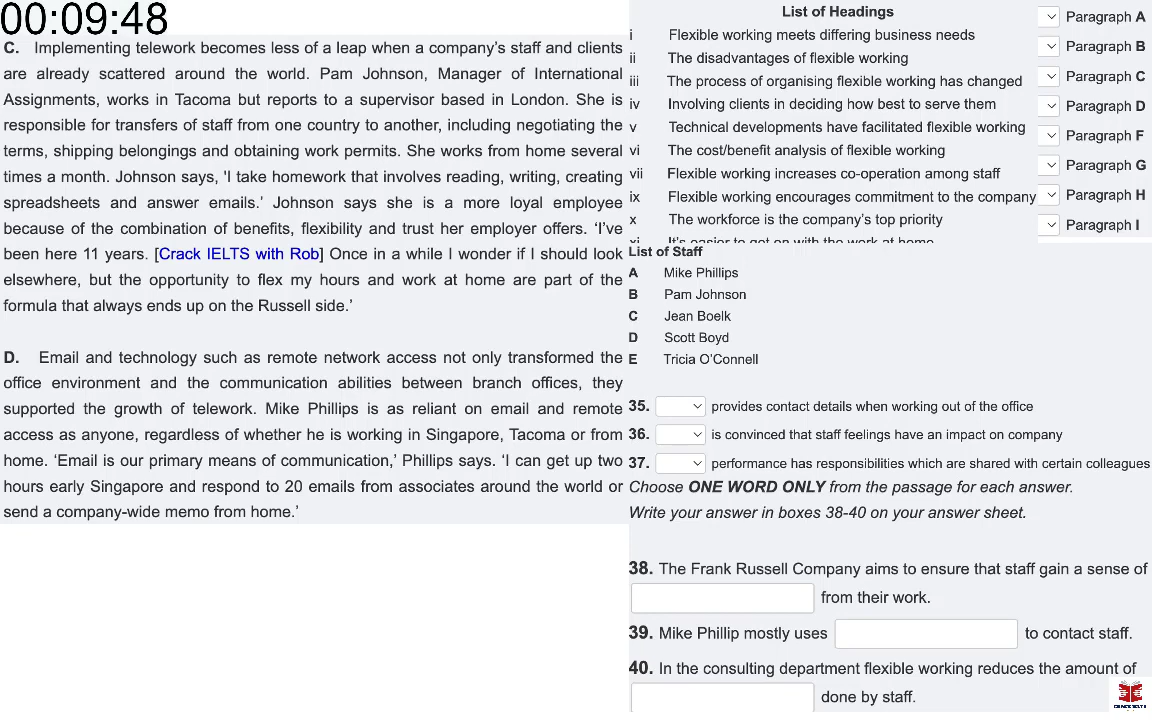 00:09:48
C. Implementing telework becomes less of a leap when a company's staff and clients
are already scattered around the world. Pam Johnson, Manager of International
Assignments, works in Tacoma but reports to a supervisor based in London. She is
responsible for transfers of staff from one country to another, including negotiating the
terms, shipping belongings and obtaining work permits. She works from home several
times a month. Johnson says, 'I take homework that involves reading, writing, creating
spreadsheets and answer emails.' Johnson says she is a more loyal employee
because of the combination of benefits, flexibility and trust her employer offers. 'I've
been here 11 years. [Crack IELTS with Rob] Once in a while I wonder if I should look
elsewhere, but the opportunity to flex my hours and work at home are part of the
formula that always ends up on the Russell side.'
D. Email and technology such as remote network access not only transformed the
office environment and the communication abilities between branch offices, they
supported the growth of telework. Mike Phillips is as reliant on email and remote
access as anyone, regardless of whether he is working in Singapore, Tacoma or from
home. 'Email is our primary means of communication,' Phillips says. 'I can get up two
hours early Singapore and respond to 20 emails from associates around the world or
send a company-wide memo from home.'
List of Headings
i Flexible working meets differing business needs
ii The disadvantages of flexible working
iii The process of organising flexible working has changed
iv Involving clients in deciding how best to serve them
v Technical developments have facilitated flexible working
vi The cost/benefit analysis of flexible working
vii Flexible working increases co-operation among staff
ix Flexible working encourages commitment to the company
x The workforce is the company's top priority
xi It's easier to get on with the work at home
Paragraph A
Paragraph B
Paragraph C
Paragraph D
Paragraph F
Paragraph G
Paragraph H
Paragraph I
List of Staff
A Mike Phillips
B Pam Johnson
C Jean Boelk
D Scott Boyd
E Tricia O'Connell
35. provides contact details when working out of the office
36. is convinced that staff feelings have an impact on company
37. performance has responsibilities which are shared with certain colleagues
Choose ONE WORD ONLY from the passage for each answer.
Write your answer in boxes 38-40 on your answer sheet.
38. The Frank Russell Company aims to ensure that staff gain a sense of
from their work.
39. Mike Phillip mostly uses to contact staff.
40. In the consulting department flexible working reduces the amount of
done by staff.